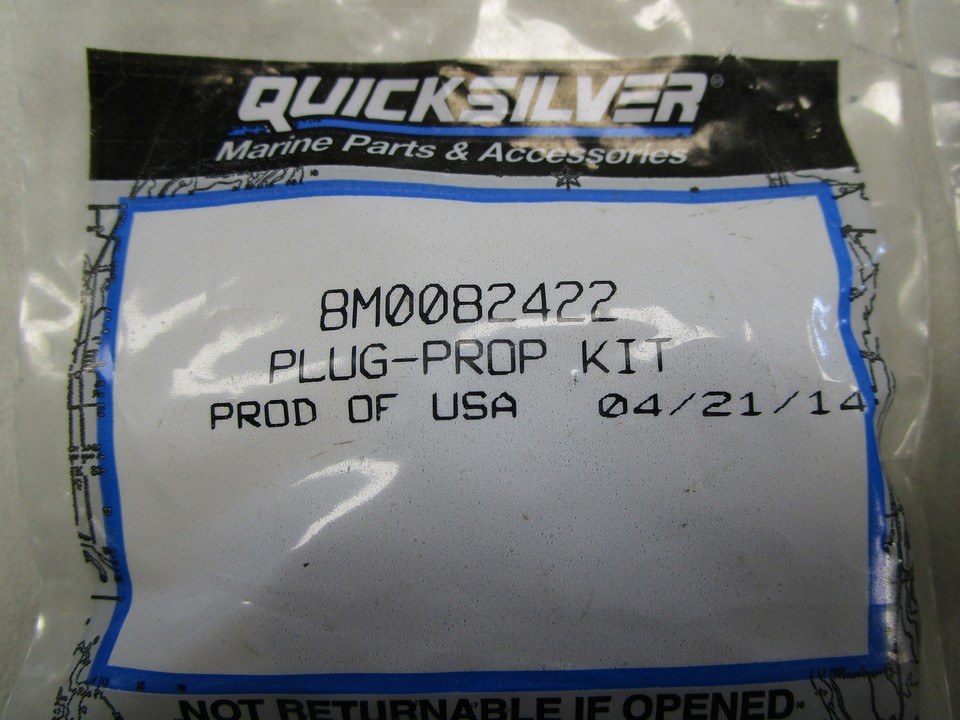 QUICKSILVER®
Marine Parts & Accessories
8M0082422
PLUG-PROP KIT
PROD OF USA 04/21/14
NOT RETURNABLE IF OPENED